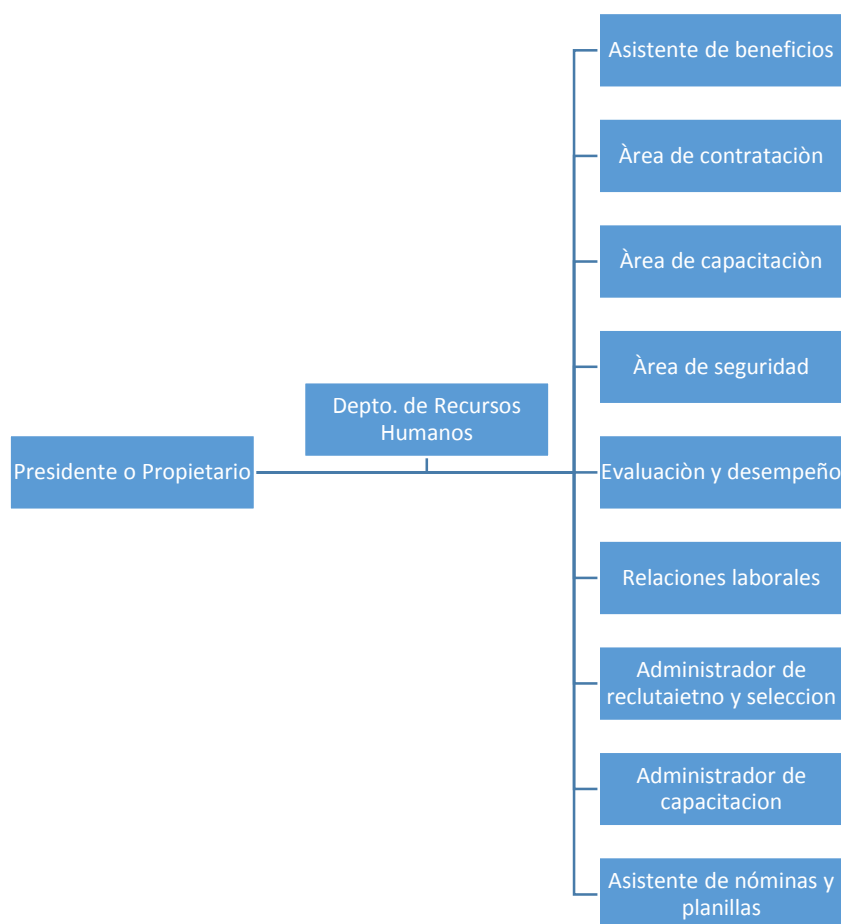 Asistente de beneficios
Àrea de contrataciòn
Àrea de capacitaciòn
Àrea de seguridad
Depto. de Recursos
Humanos
Presidente o Propietario
Evaluaciòn y desempeño
Relaciones laborales
Administrador de
reclutaietno y seleccion
Administrador de
capacitacion
Asistente de nóminas y
planillas